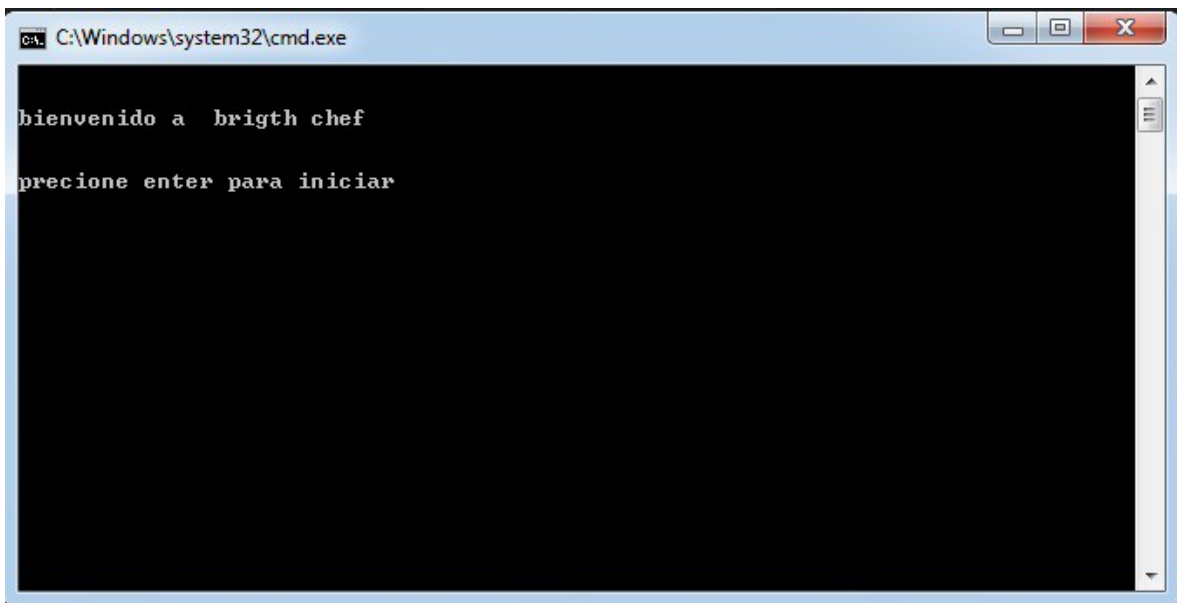 C:\Windows\system32\cmd.exe
bienvenido a  brigth chef
precione enter para iniciar